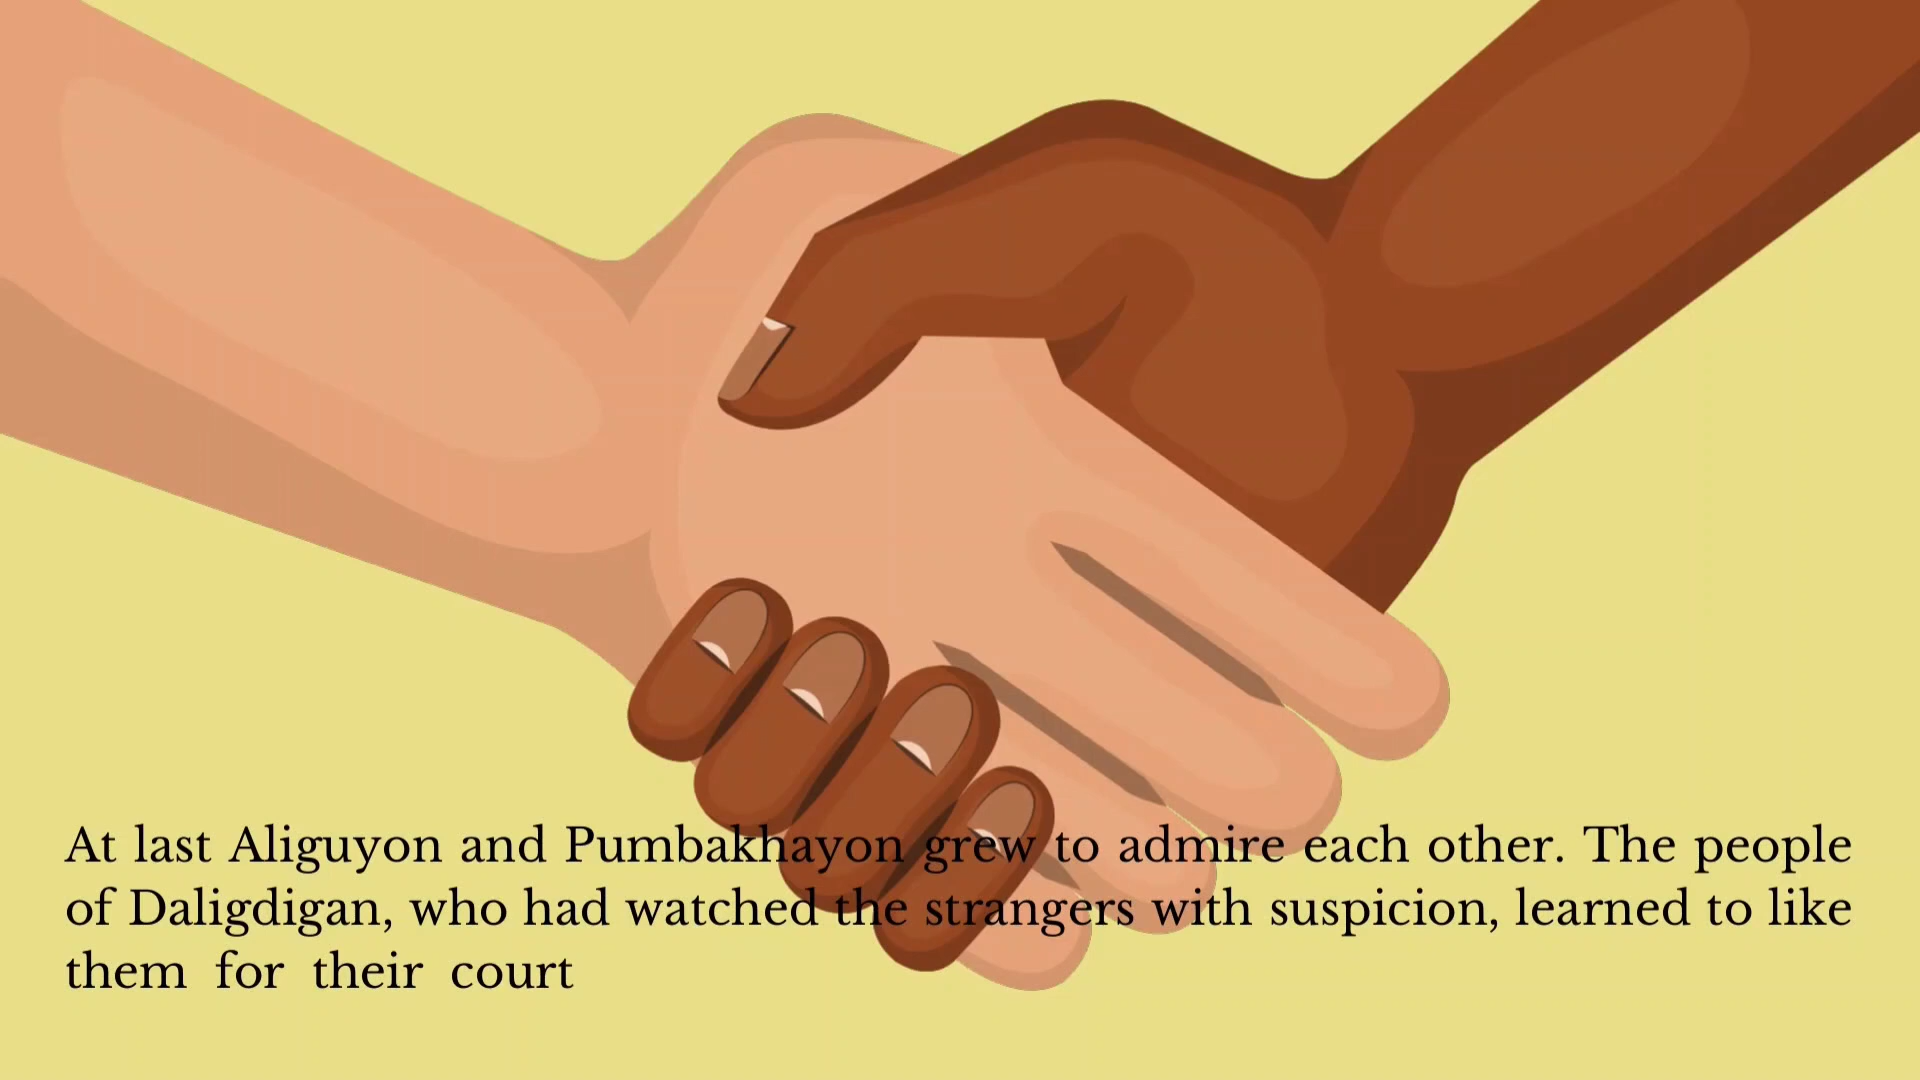 At last Aliguyon and Pumbakhayon grew to admire each other. The people
of Daligdigan, who had watched the strangers with suspicion, learned to like
them for their court